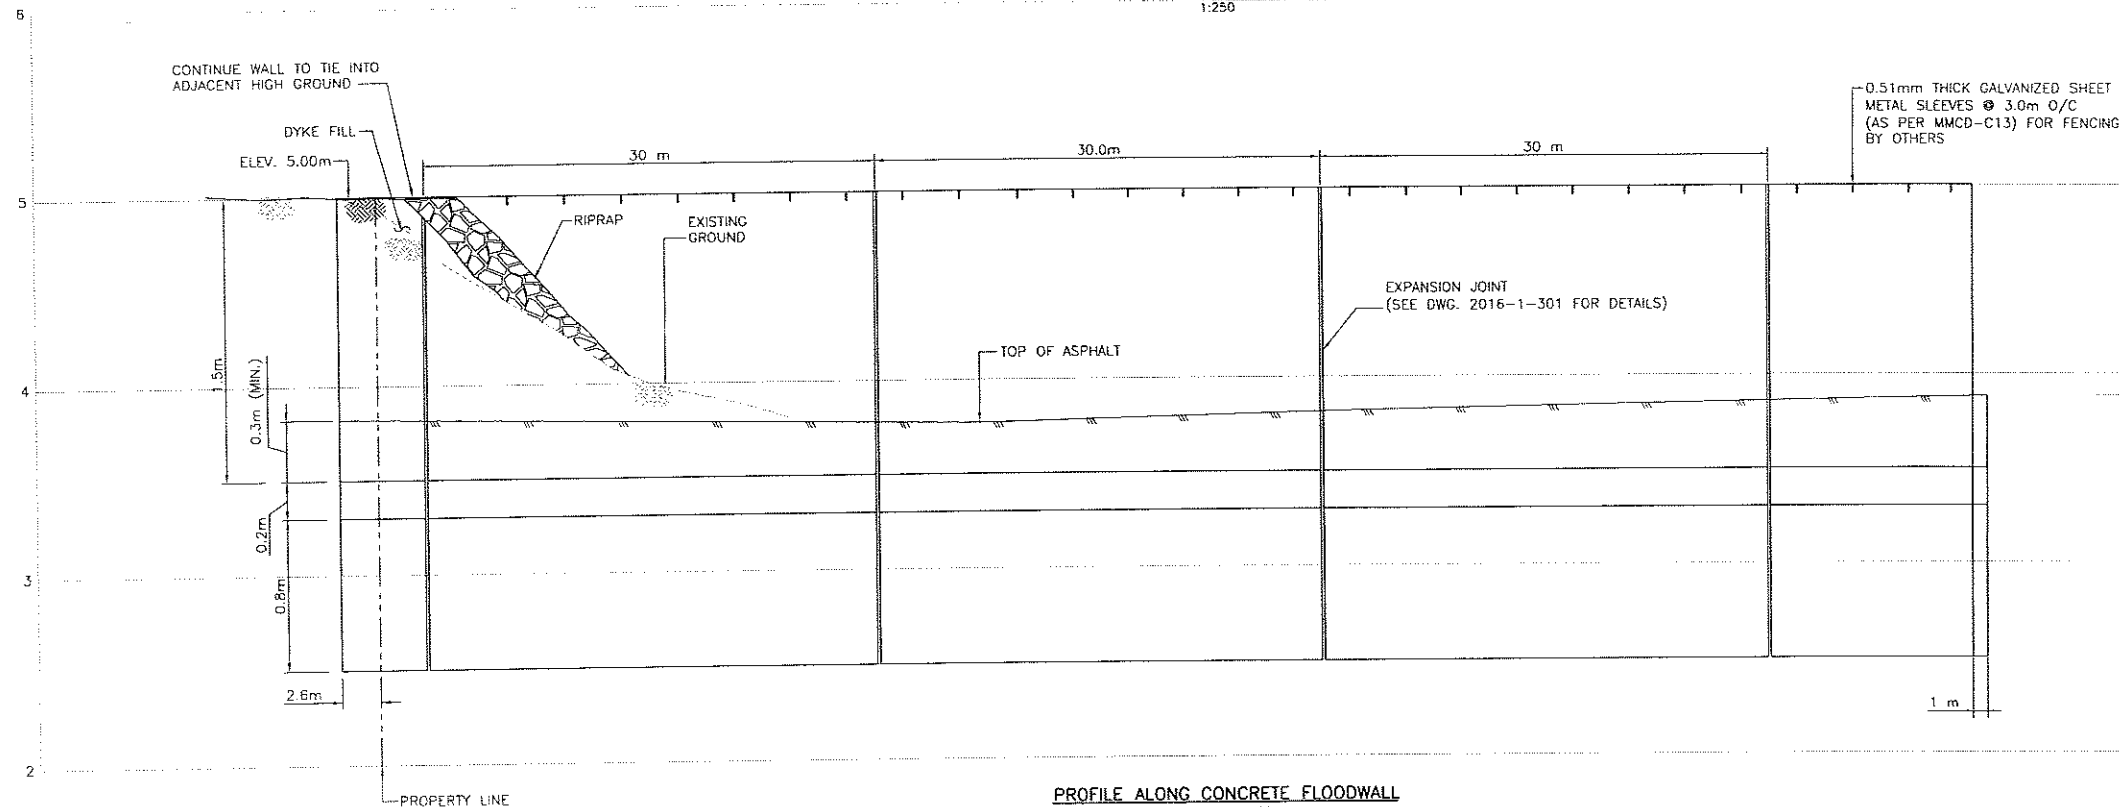 1:250
6
CONTINUE WALL TO TIE INTO
ADJACENT HIGH GROUND
0.51mm THICK GALVANIZED SHEET
METAL SLEEVES @ 3.0m O/C
(AS PER MMCD-C13) FOR FENCING
BY OTHERS
DYKE FILL
ELEV. 5.00m
30 m
30.0m
30 m
5
RIPRAP
EXISTING
GROUND
EXPANSION JOINT
(SEE DWG. 2016-1-301 FOR DETAILS)
TOP OF ASPHALT
4
0.3m (MIN.)
0.2m
3
0.8m
2.6m
1 m
2
PROPERTY LINE
PROFILE ALONG CONCRETE FLOODWALL